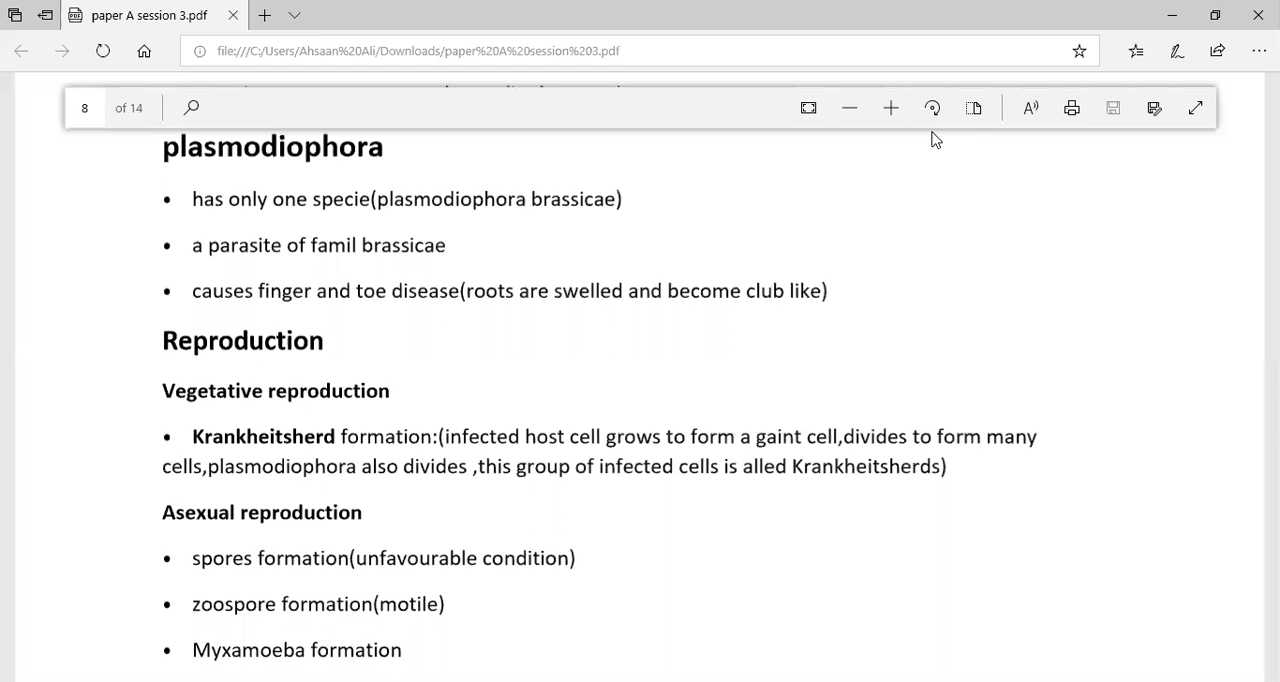 paper A session 3.pdf
file:///C:/Users/Ahsaan%20Ali/Downloads/paper%20A%20session%203.pdf
8 of 14
plasmodiophora
• has only one specie(plasmodiophora brassicae)
• a parasite of famil brassicae
• causes finger and toe disease(roots are swelled and become club like)
Reproduction
Vegetative reproduction
• Krankheitsherd formation:(infected host cell grows to form a gaint cell,divides to form many
cells,plasmodiophora also divides ,this group of infected cells is alled Krankheitsherds)
Asexual reproduction
• spores formation(unfavourable condition)
• zoospore formation(motile)
• Myxamoeba formation